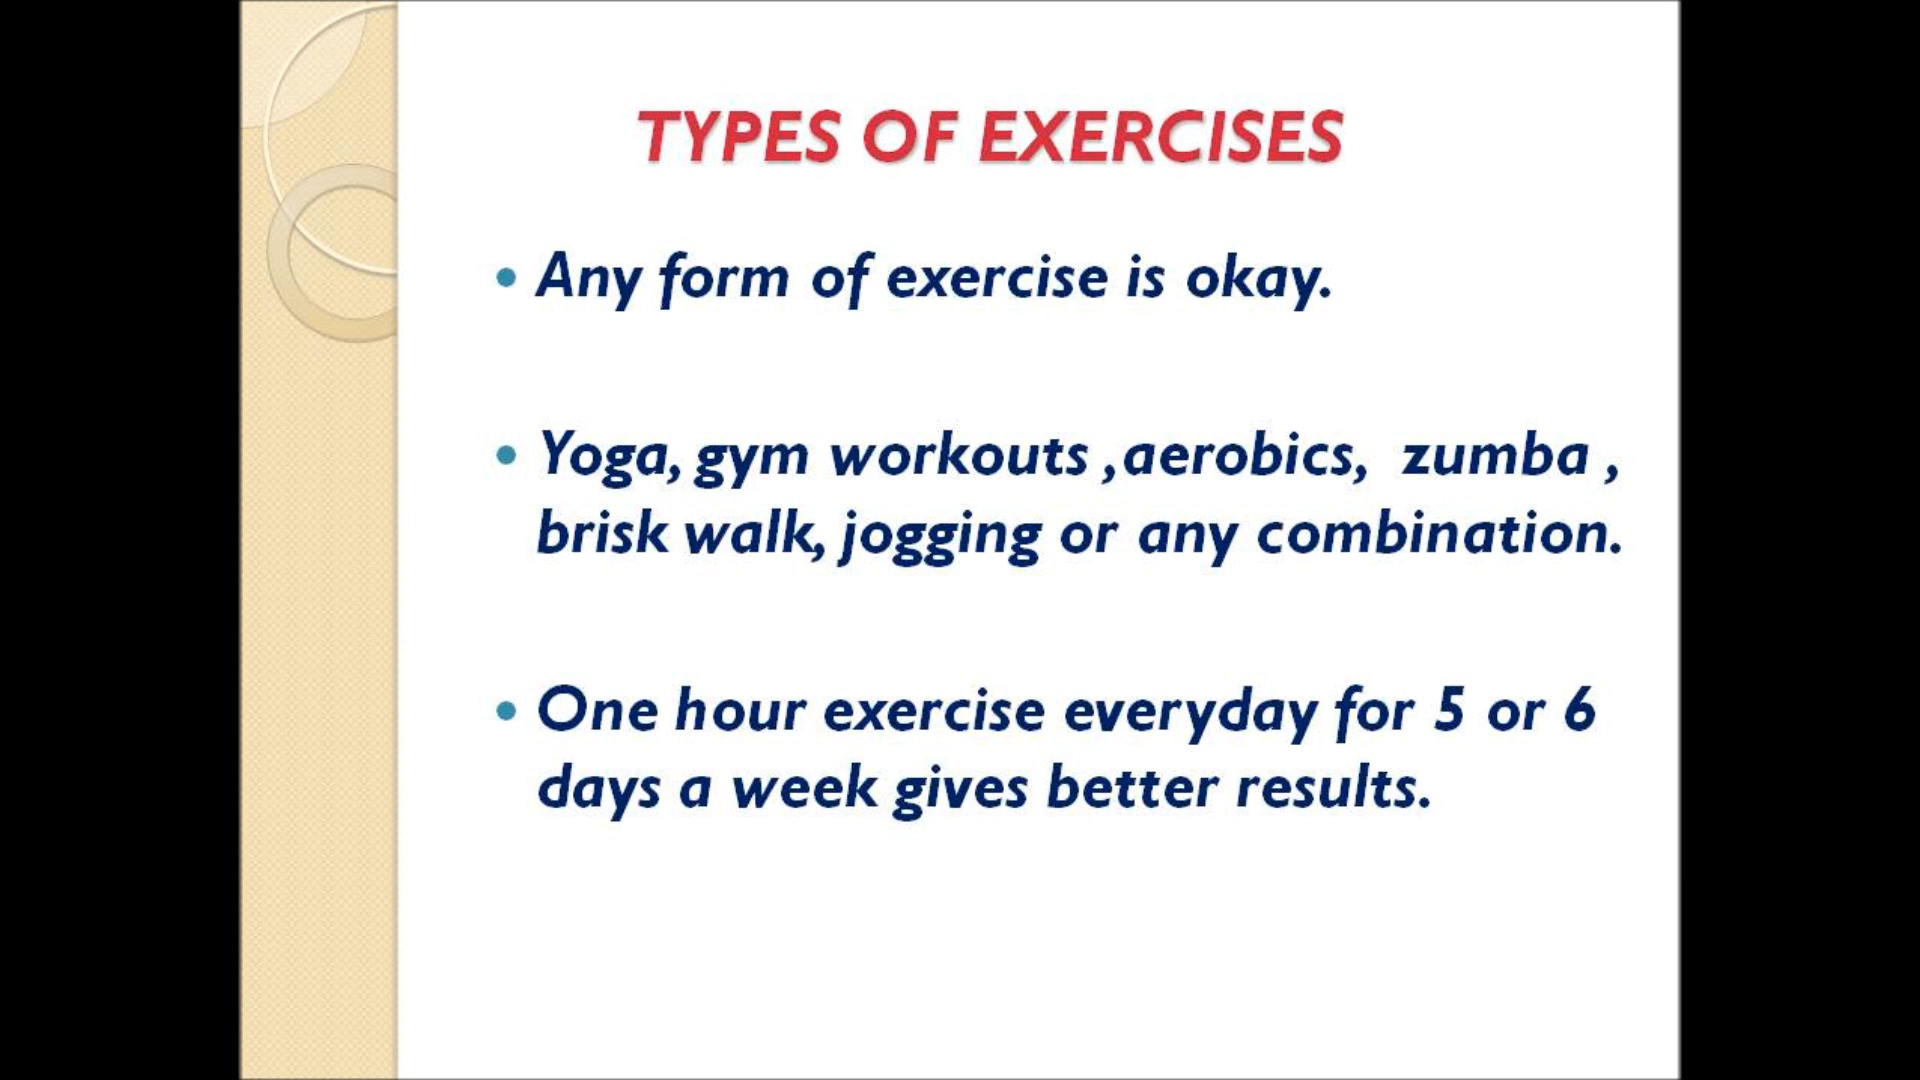 TYPES OF EXERCISES
• Any form of exercise is okay.
• Yoga, gym workouts ,aerobics, zumba ,
brisk walk, jogging or any combination.
• One hour exercise everyday for 5 or 6
days a week gives better results.